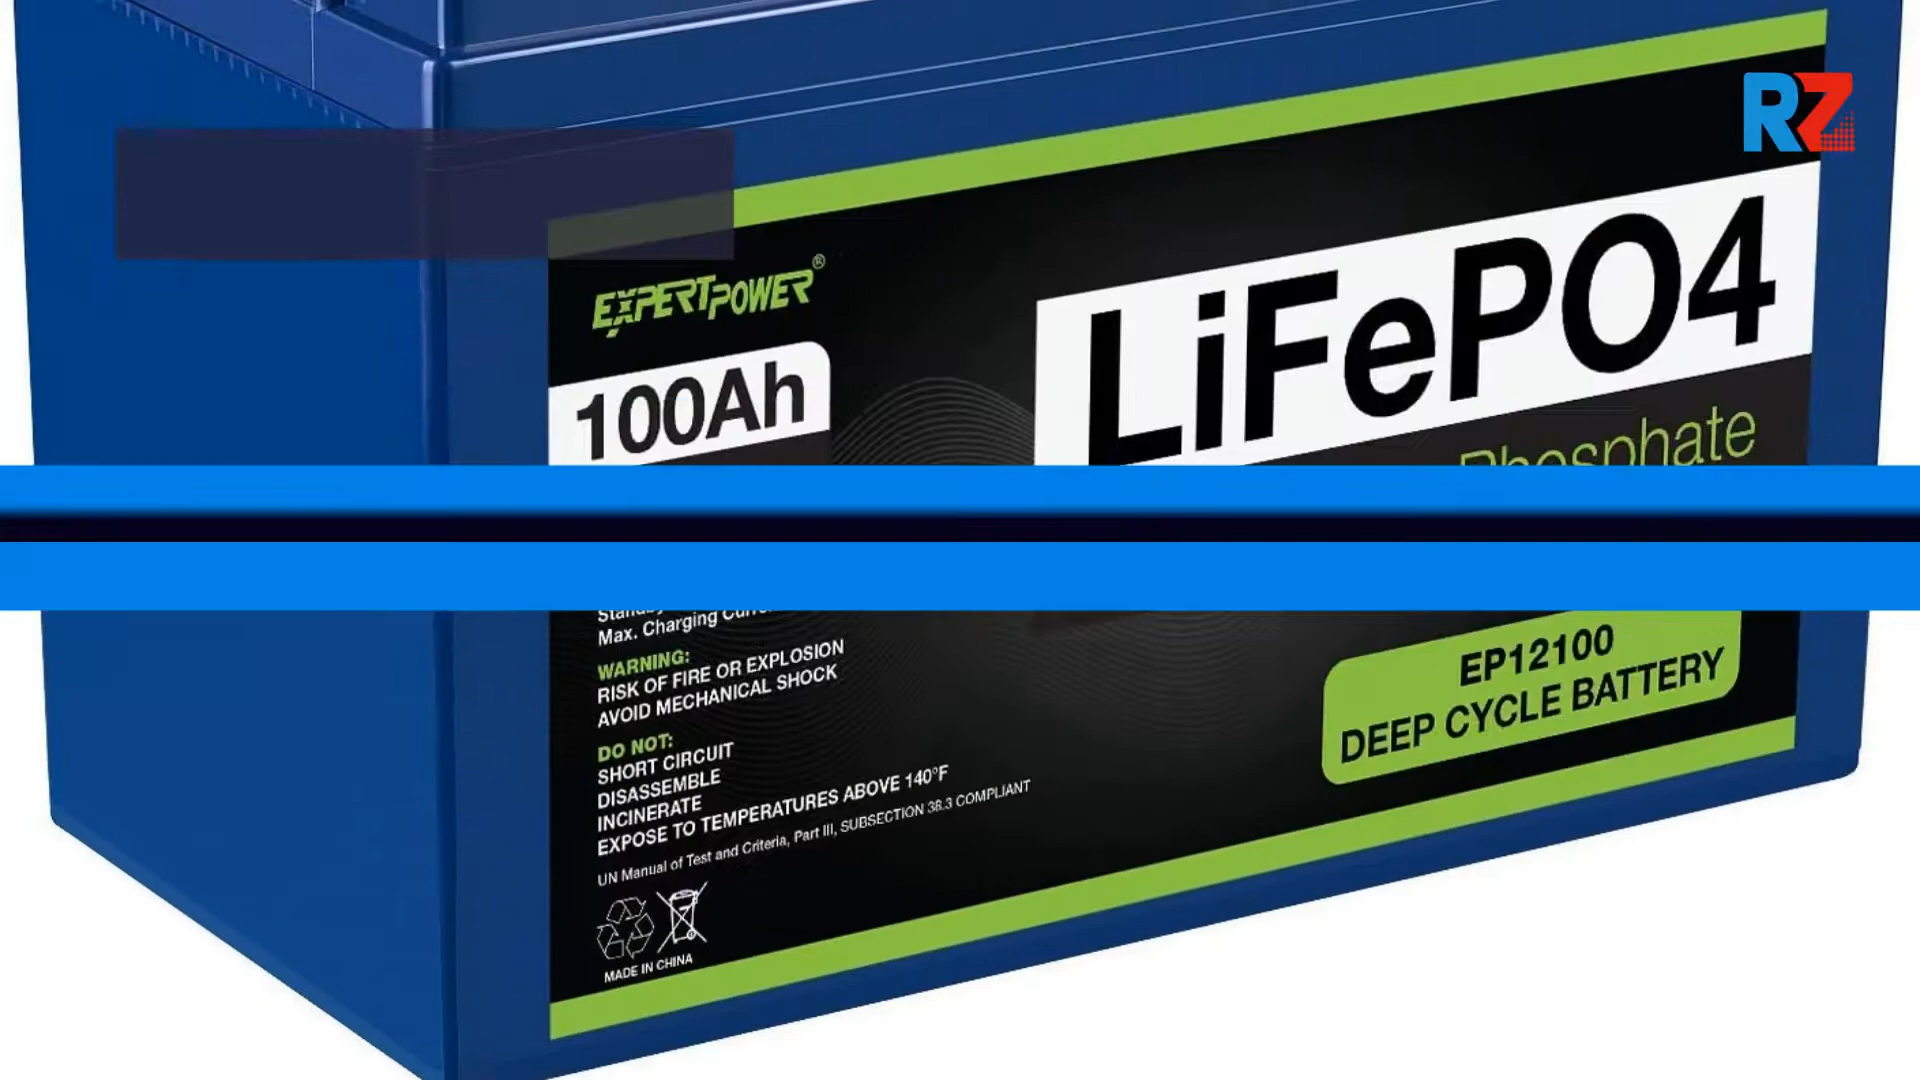 RZ
EXPERTPOWER®
LiFePO4
100Ah
Phosphate
Max. Charging
WARNING:
RISK OF FIRE OR EXPLOSION
AVOID MECHANICAL SHOCK
DO NOT:
SHORT CIRCUIT
DISASSEMBLE
INCINERATE
EXPOSE TO TEMPERATURES ABOVE 140°F
UN Manual of Test and Criteria, Part III, SUBSECTION 38.3 COMPLIANT
MADE IN CHINA
EP12100
DEEP CYCLE BATTERY